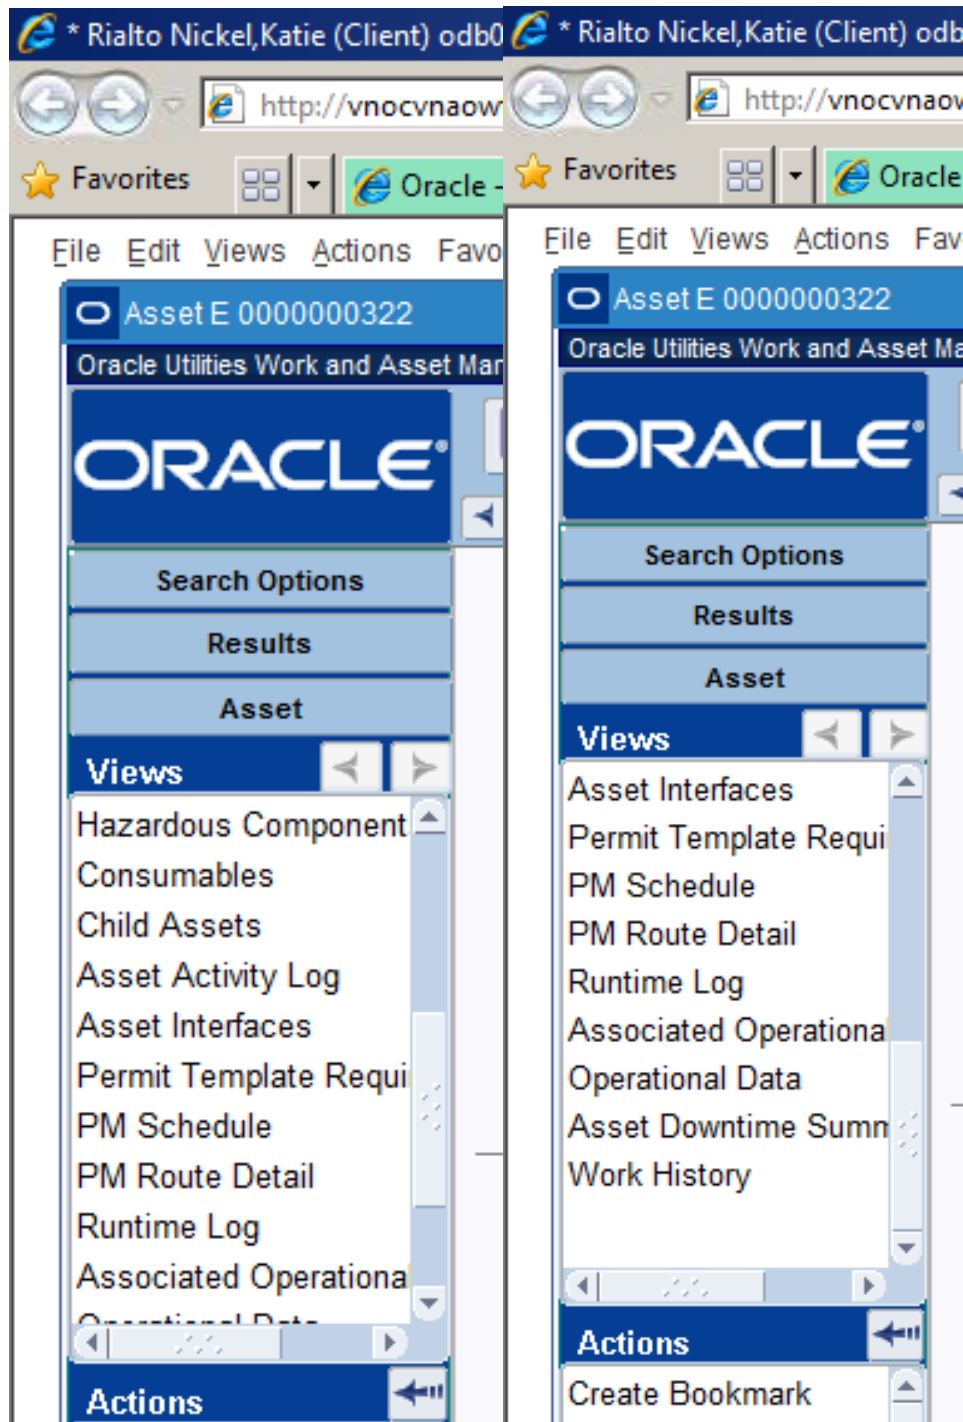 * Rialto Nickel,Katie (Client) odb0
http://vnocvnaow
Favorites
Oracle -
File Edit Views Actions Favo
Asset E 0000000322
Oracle Utilities Work and Asset Mar
ORACLE®
Search Options
Results
Asset
Views
Hazardous Component
Consumables
Child Assets
Asset Activity Log
Asset Interfaces
Permit Template Requi
PM Schedule
PM Route Detail
Runtime Log
Associated Operational
Operational Data
Actions
* Rialto Nickel,Katie (Client) odb
http://vnocvnaow
Favorites
Oracle
File Edit Views Actions Fav
Asset E 0000000322
Oracle Utilities Work and Asset Ma
ORACLE®
Search Options
Results
Asset
Views
Asset Interfaces
Permit Template Requi
PM Schedule
PM Route Detail
Runtime Log
Associated Operational
Operational Data
Asset Downtime Summ
Work History
Actions
Create Bookmark